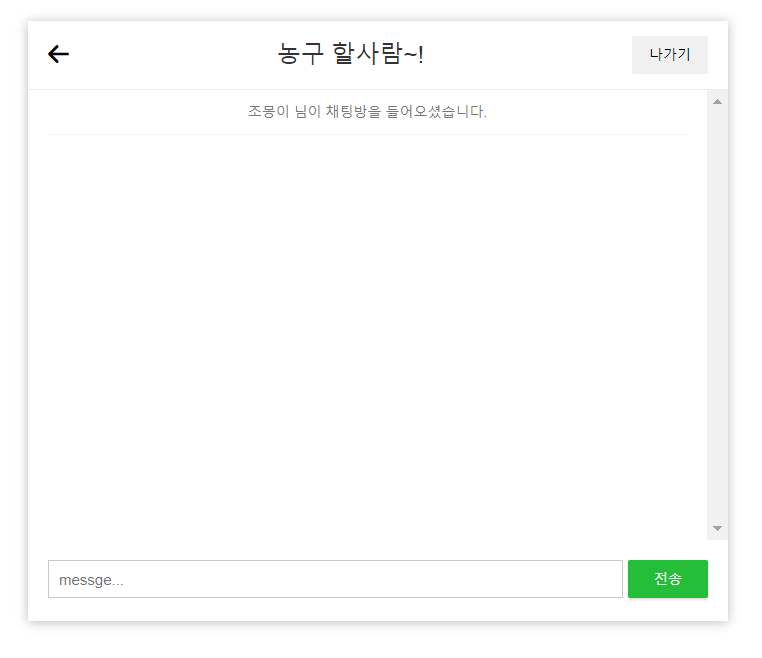 농구 할사람~!
나가기
조몽이 님이 채팅방을 들어오셨습니다.
messge...
전송